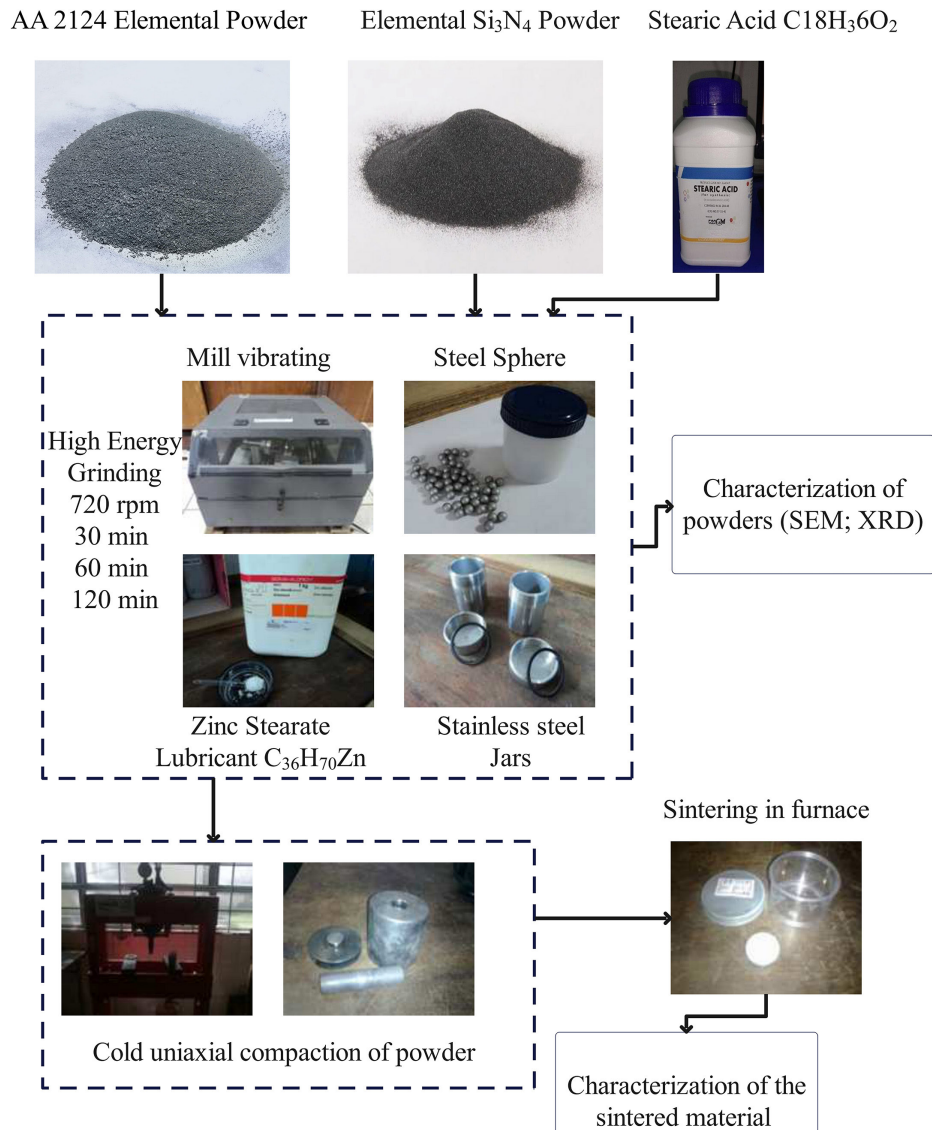 AA 2124 Elemental Powder
Elemental Si₃N₄ Powder
Stearic Acid C18H₃6O₂
STEARIC ACID
Mill vibrating
Steel Sphere
High Energy
Grinding
720 rpm
30 min
60 min
120 min
Zinc Stearate
Lubricant C₃₆H₇₀Zn
Stainless steel
Jars
Characterization of
powders (SEM; XRD)
Cold uniaxial compaction of powder
Sintering in furnace
Characterization of the
sintered material